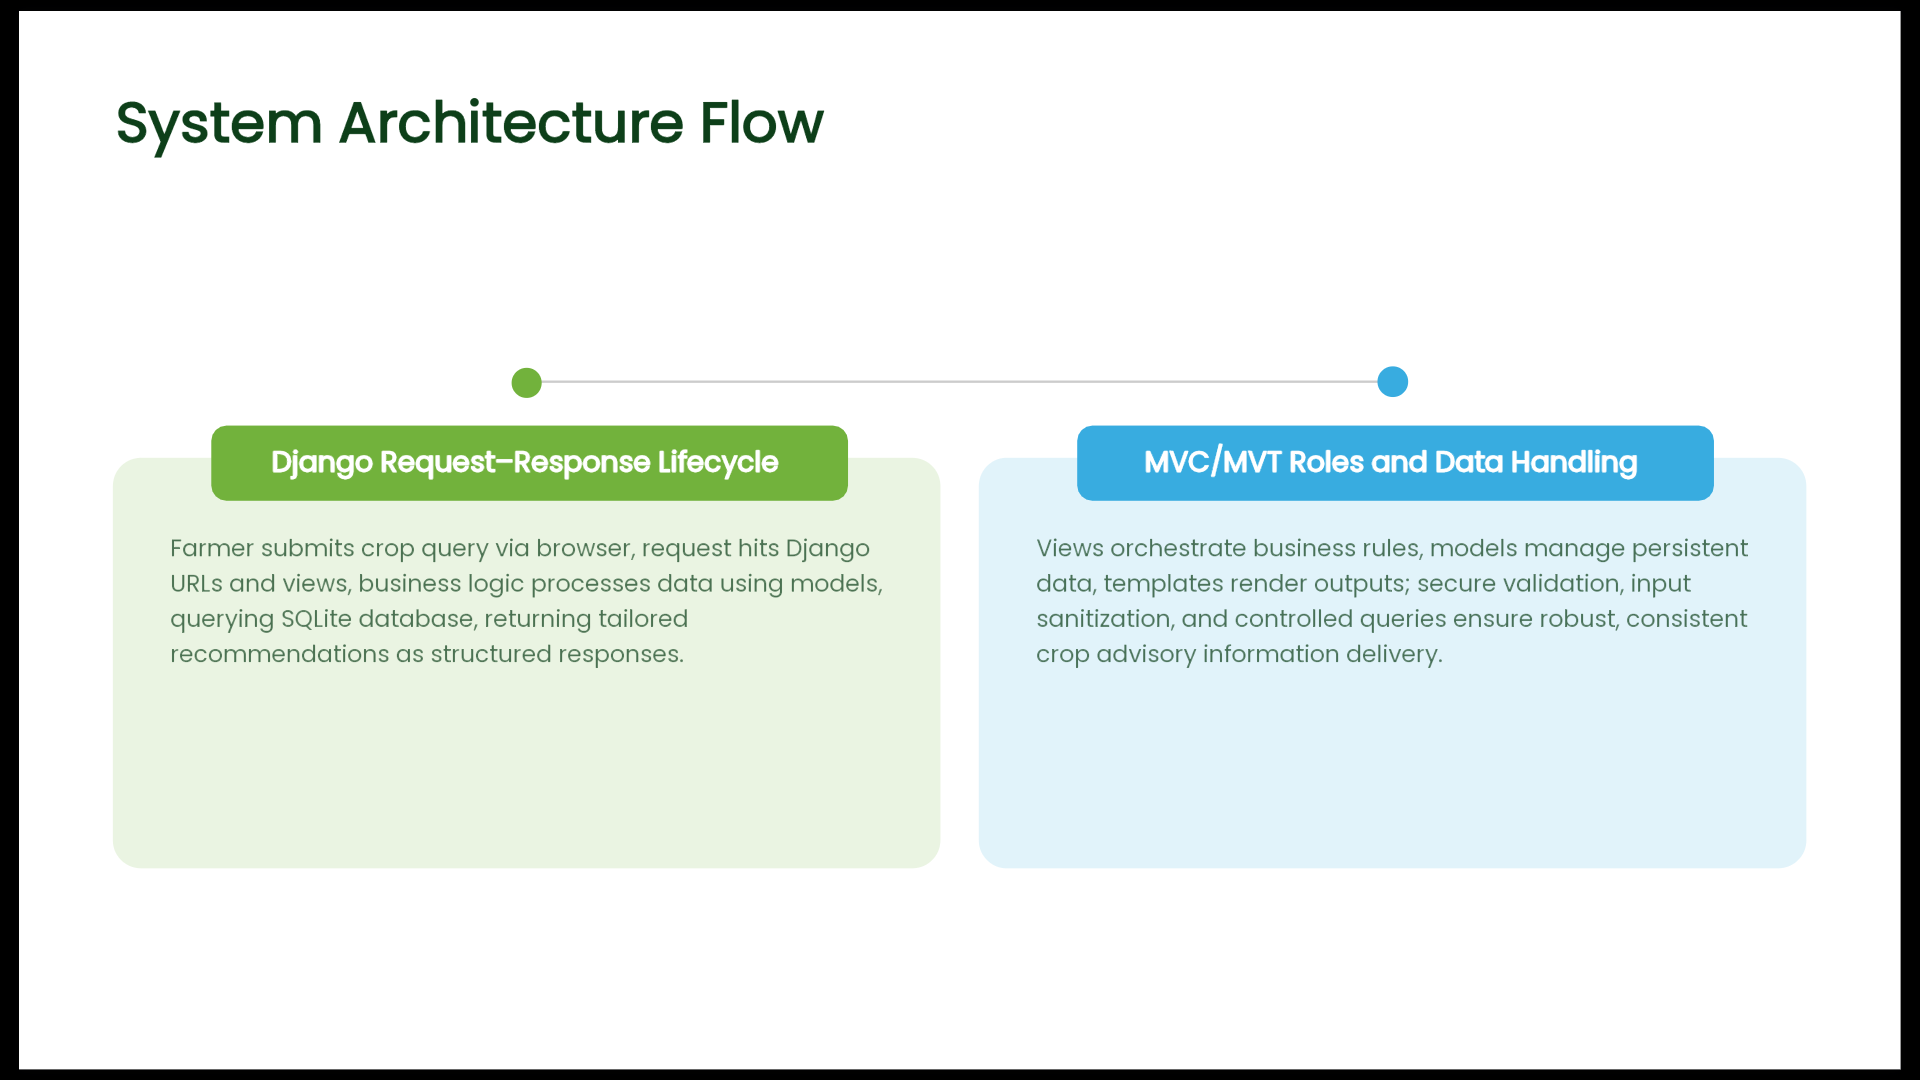 System Architecture Flow
Django Request–Response Lifecycle
Farmer submits crop query via browser, request hits Django
URLs and views, business logic processes data using models,
querying SQLite database, returning tailored
recommendations as structured responses.
MVC/MVT Roles and Data Handling
Views orchestrate business rules, models manage persistent
data, templates render outputs; secure validation, input
sanitization, and controlled queries ensure robust, consistent
crop advisory information delivery.